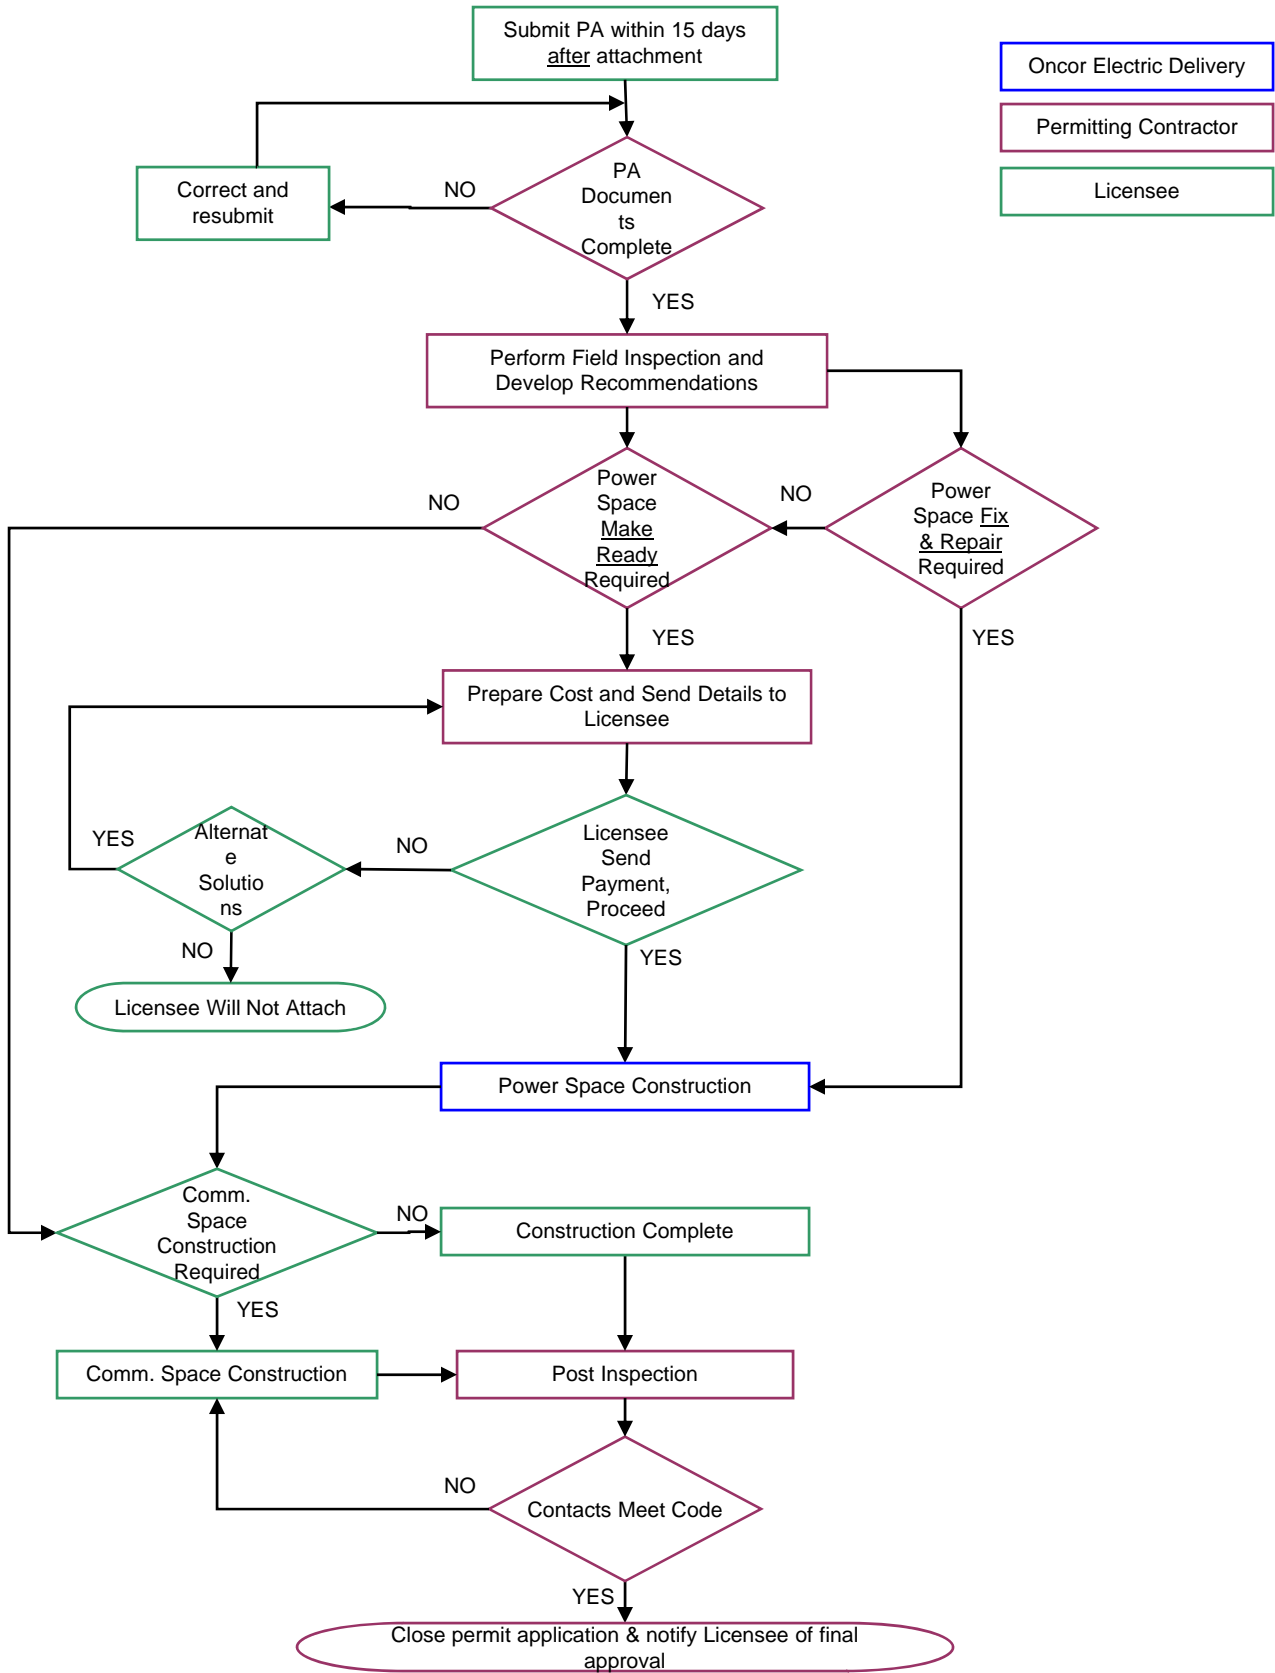 Submit PA within 15 days
after attachment
Oncor Electric Delivery
Permitting Contractor
Licensee
Correct and
resubmit
NO
PA
Documen
ts
Complete
YES
Perform Field Inspection and
Develop Recommendations
NO
Power
Space
Make
Ready
Required
NO
Power
Space Fix
& Repair
Required
YES
YES
Prepare Cost and Send Details to
Licensee
YES
Alternat
e
Solutio
ns
NO
Licensee
Send
Payment,
Proceed
NO
YES
Licensee Will Not Attach
Power Space Construction
Comm.
Space
Construction
Required
NO
Construction Complete
YES
Comm. Space Construction
Post Inspection
NO
Contacts Meet Code
YES
Close permit application & notify Licensee of final
approval